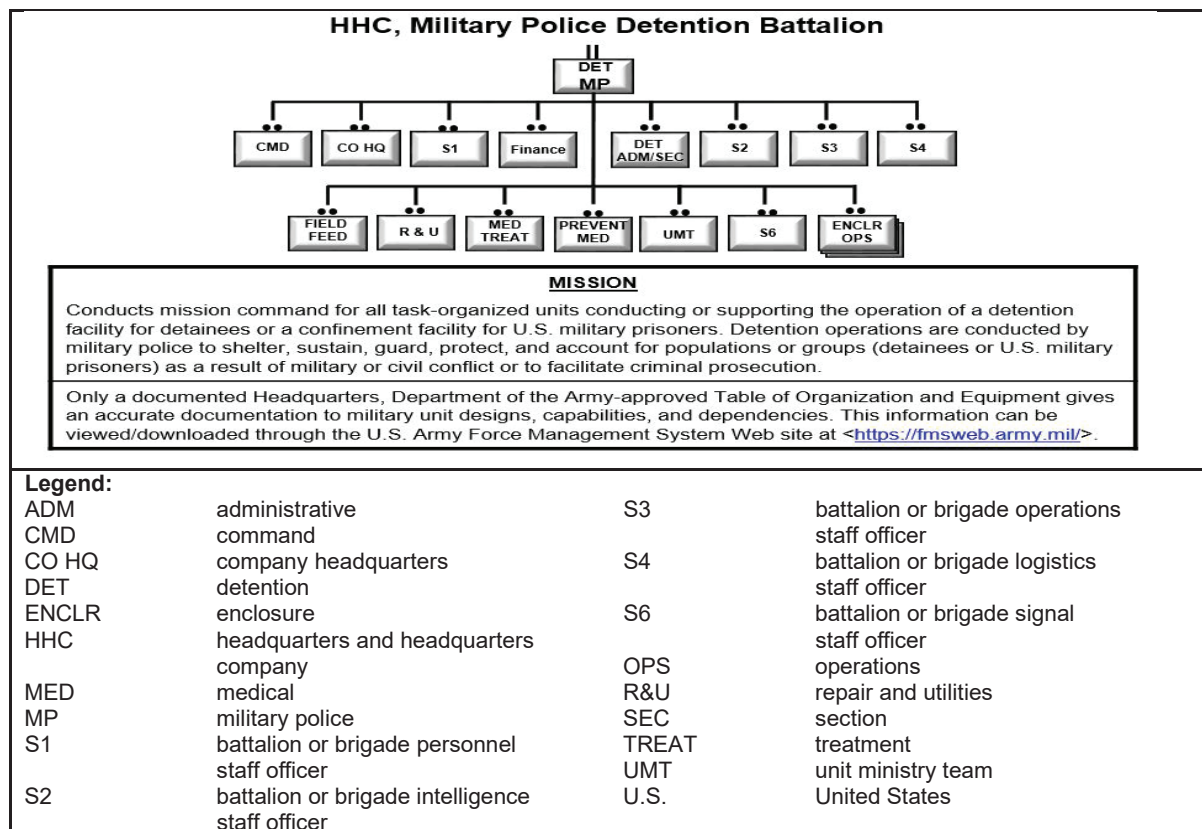 HHC, Military Police Detention Battalion
DET
MP
CMD
CO HQ
S1
Finance
DET
ADM/SEC
S2
S3
S4
FIELD
FEED
R & U
MED
TREAT
PREVENT
MED
UMT
S6
ENCLR
OPS
MISSION
Conducts mission command for all task-organized units conducting or supporting the operation of a detention
facility for detainees or a confinement facility for U.S. military prisoners. Detention operations are conducted by
military police to shelter, sustain, guard, protect, and account for populations or groups (detainees or U.S. military
prisoners) as a result of military or civil conflict or to facilitate criminal prosecution.
Only a documented Headquarters, Department of the Army-approved Table of Organization and Equipment gives
an accurate documentation to military unit designs, capabilities, and dependencies. This information can be
viewed/downloaded through the U.S. Army Force Management System Web site at <https://fmsweb.army.mil/>.
Legend:
ADM administrative
CMD command
CO HQ company headquarters
DET detention
ENCLR enclosure
HHC headquarters and headquarters
company
MED medical
MP military police
S1 battalion or brigade personnel
staff officer
S2 battalion or brigade intelligence
staff officer
S3 battalion or brigade operations
staff officer
S4 battalion or brigade logistics
staff officer
S6 battalion or brigade signal
staff officer
OPS operations
R&U repair and utilities
SEC section
TREAT treatment
UMT unit ministry team
U.S. United States